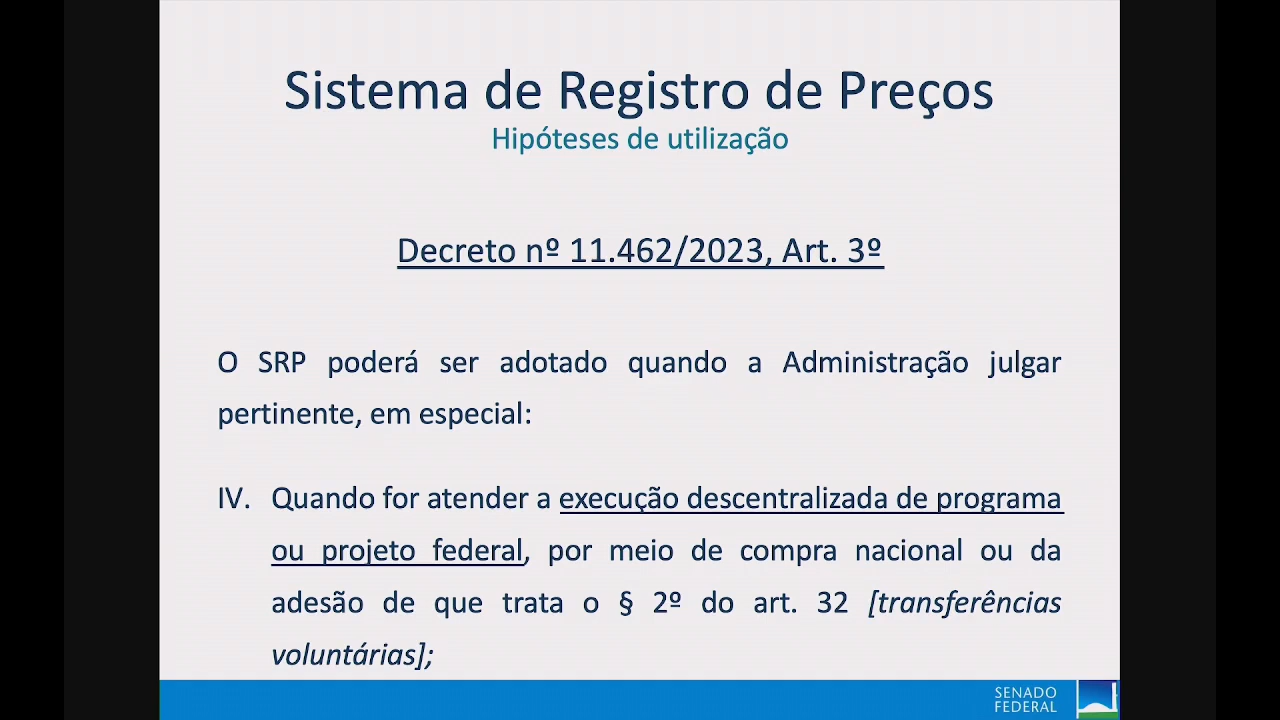 Sistema de Registro de Preços
Hipóteses de utilização
Decreto nº 11.462/2023, Art. 3º
O SRP poderá ser adotado quando a Administração julgar
pertinente, em especial:
IV. Quando for atender a execução descentralizada de programa
ou projeto federal, por meio de compra nacional ou da
adesão de que trata o § 2º do art. 32 [transferências
voluntárias];
SENADO
FEDERAL